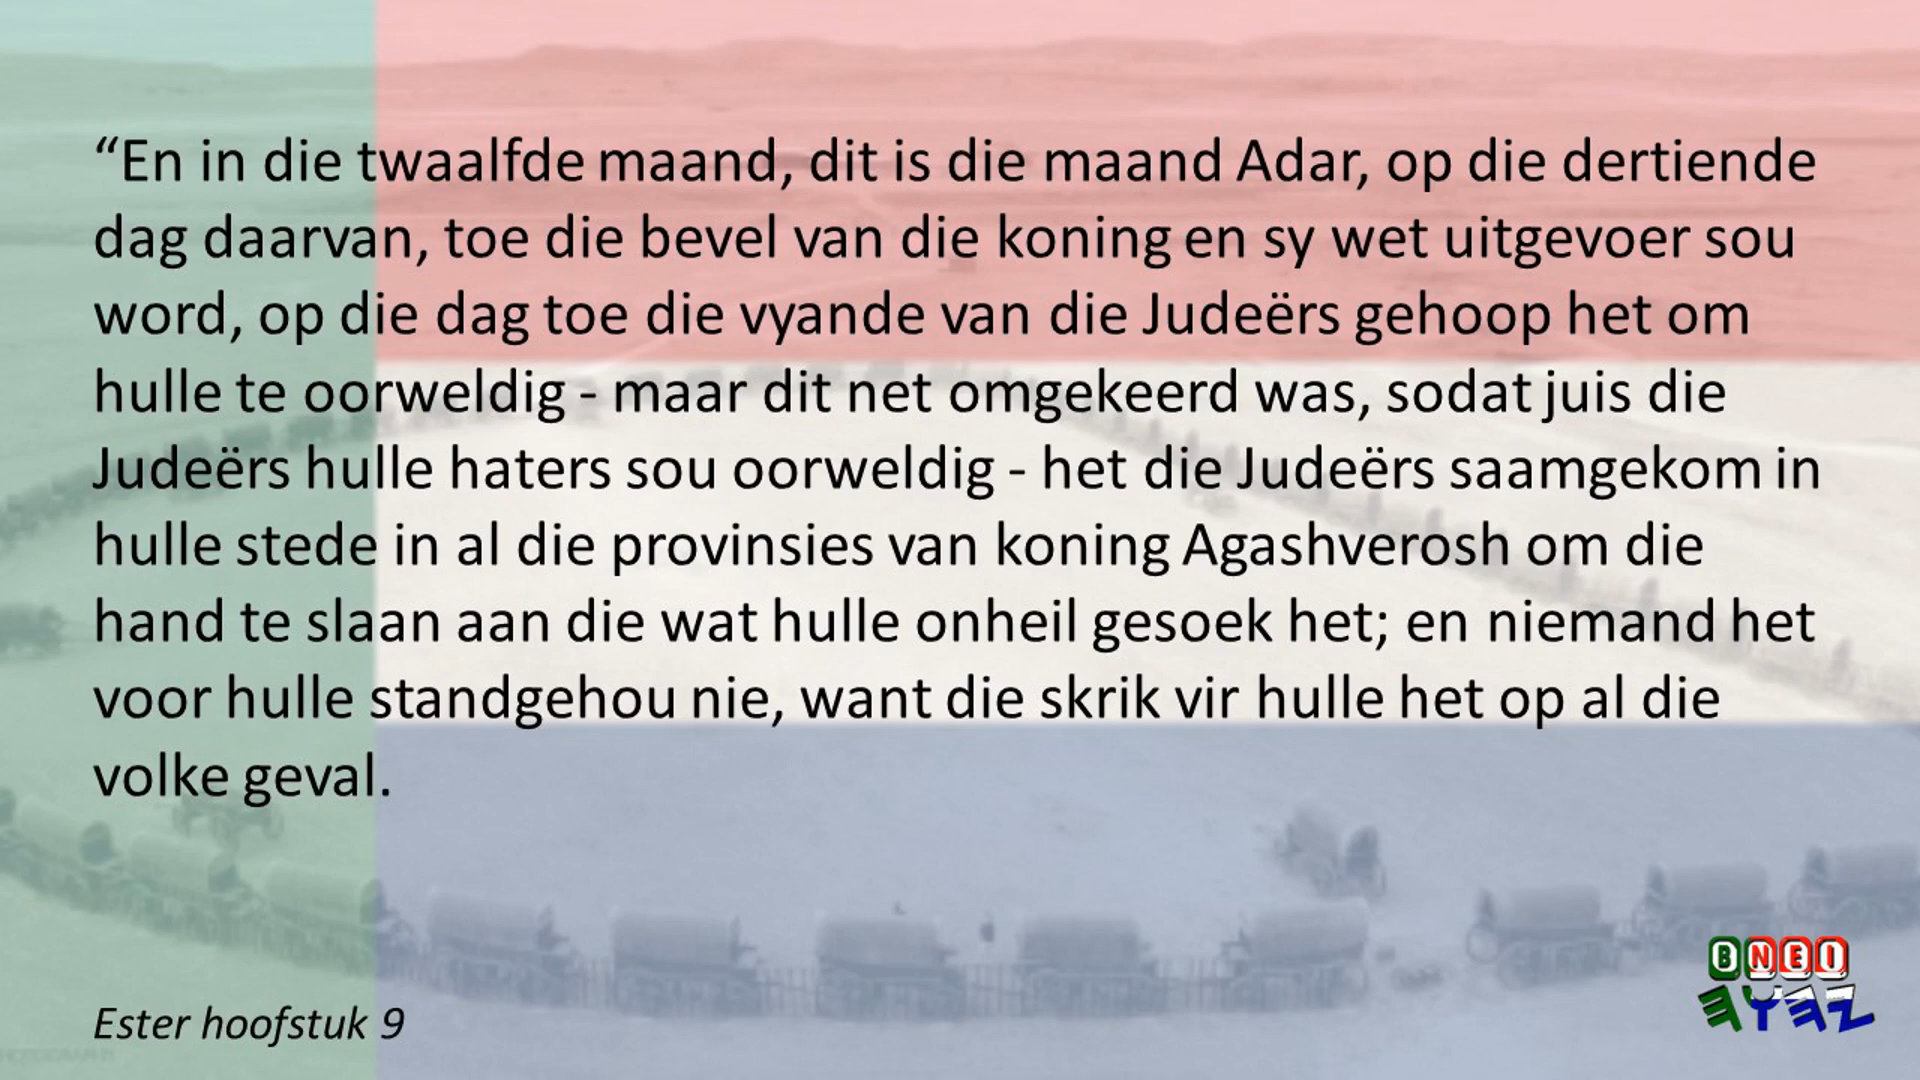 “En in die twaalfde maand, dit is die maand Adar, op die dertiende
dag daarvan, toe die bevel van die koning en sy wet uitgevoer sou
word, op die dag toe die vyande van die Judeërs gehoop het om
hulle te oorweldig - maar dit net omgekeerd was, sodat juis die
Judeërs hulle haters sou oorweldig - het die Judeërs saamgekom in
hulle stede in al die provinsies van koning Agashverosh om die
hand te slaan aan die wat hulle onheil gesoek het; en niemand het
voor hulle standgehou nie, want die skrik vir hulle het op al die
volke geval.
Ester hoofstuk 9
BNEI